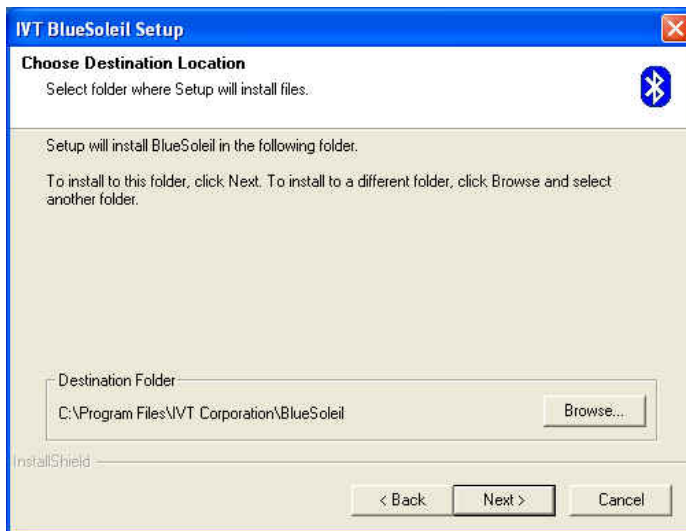 IVT BlueSoleil Setup
Choose Destination Location
Select folder where Setup will install files.
Setup will install BlueSoleil in the following folder.
To install to this folder, click Next. To install to a different folder, click Browse and select
another folder.
Destination Folder
C:\Program Files\IVT Corporation\BlueSoleil
Browse...
InstallShield
< Back
Next >
Cancel